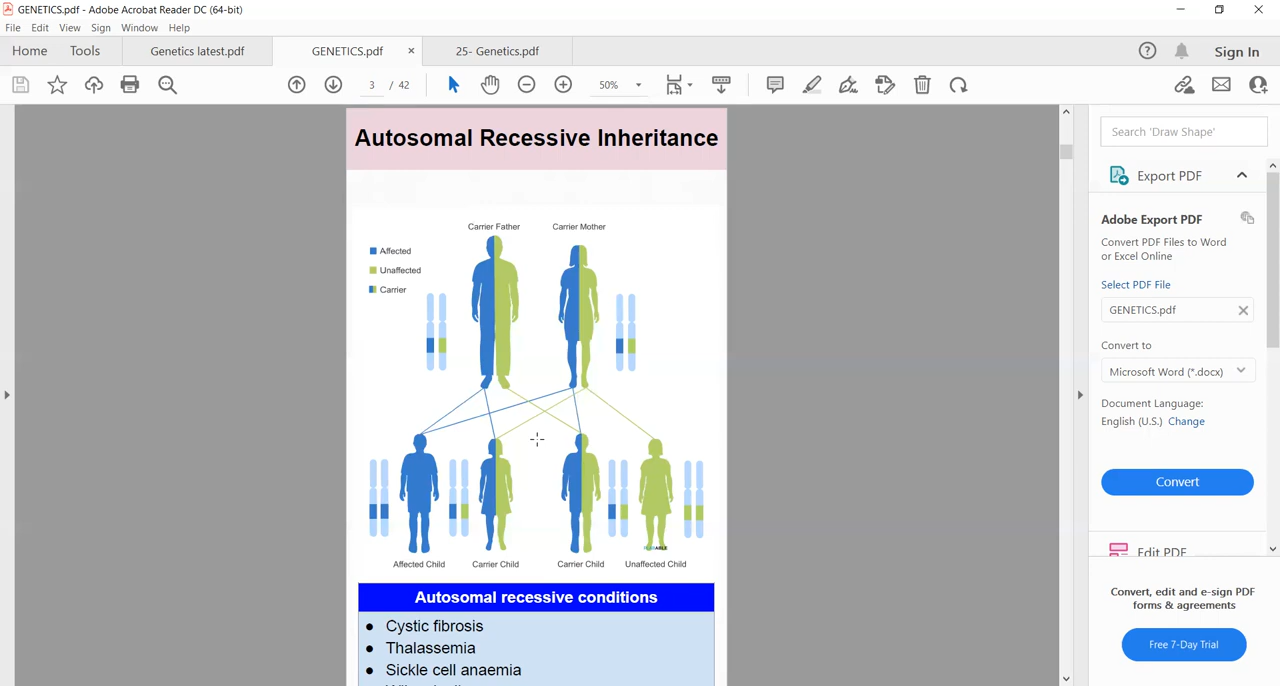 GENETICS.pdf - Adobe Acrobat Reader DC (64-bit)
File Edit View Sign Window Help
Home Tools Genetics latest.pdf GENETICS.pdf × 25- Genetics.pdf Sign In
3 / 42 50%
Autosomal Recessive Inheritance
Carrier Father Carrier Mother
Affected
Unaffected
Carrier
Affected Child Carrier Child Carrier Child Unaffected Child
Autosomal recessive conditions
● Cystic fibrosis
● Thalassemia
● Sickle cell anaemia
Search 'Draw Shape'
Export PDF
Adobe Export PDF
Convert PDF Files to Word
or Excel Online
Select PDF File
GENETICS.pdf
Convert to
Microsoft Word (*.docx)
Document Language:
English (U.S.) Change
Convert
Edit PDF
Convert, edit and e-sign PDF
forms & agreements
Free 7-Day Trial